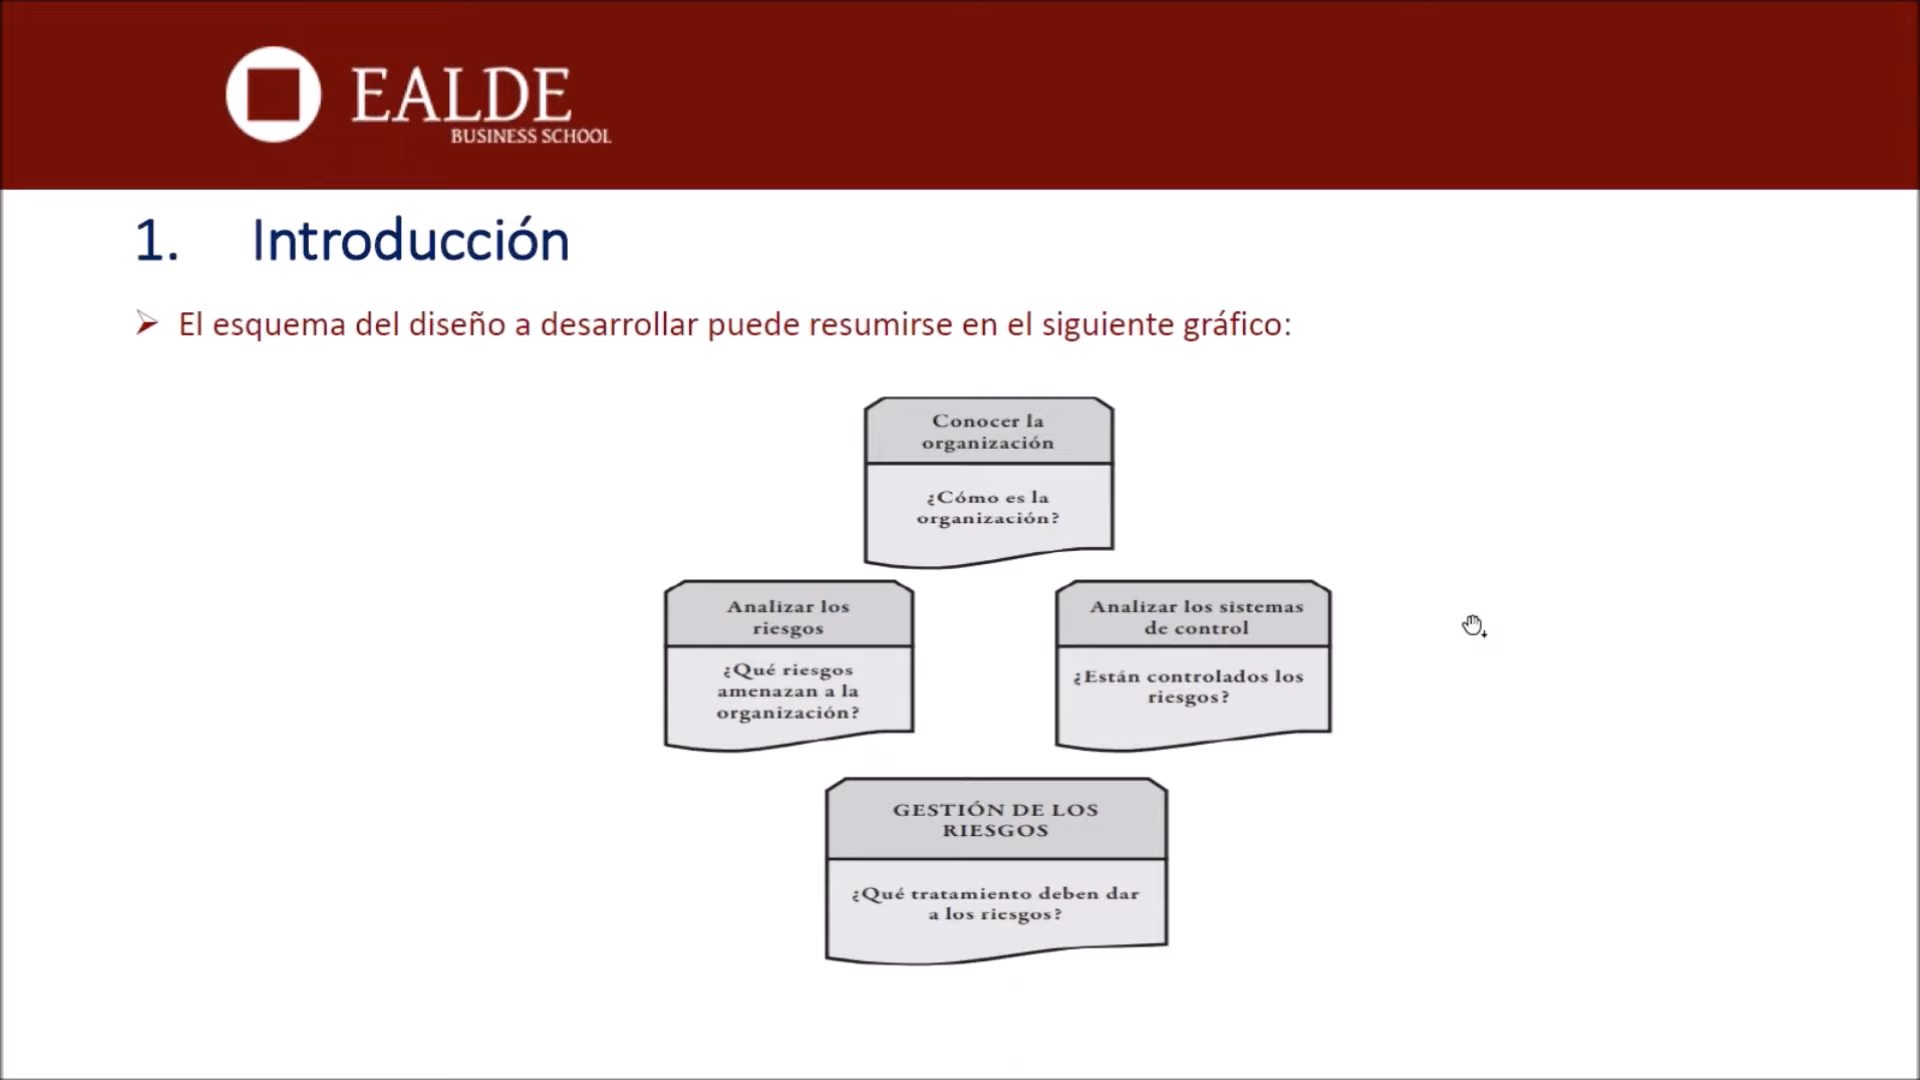 EALDE
BUSINESS SCHOOL
1. Introducción
El esquema del diseño a desarrollar puede resumirse en el siguiente gráfico:
Conocer la
organización
¿Cómo es la
organización?
Analizar los
riesgos
¿Qué riesgos
amenazan a la
organización?
Analizar los sistemas
de control
¿Están controlados los
riesgos?
GESTIÓN DE LOS
RIESGOS
¿Qué tratamiento deben dar
a los riesgos?